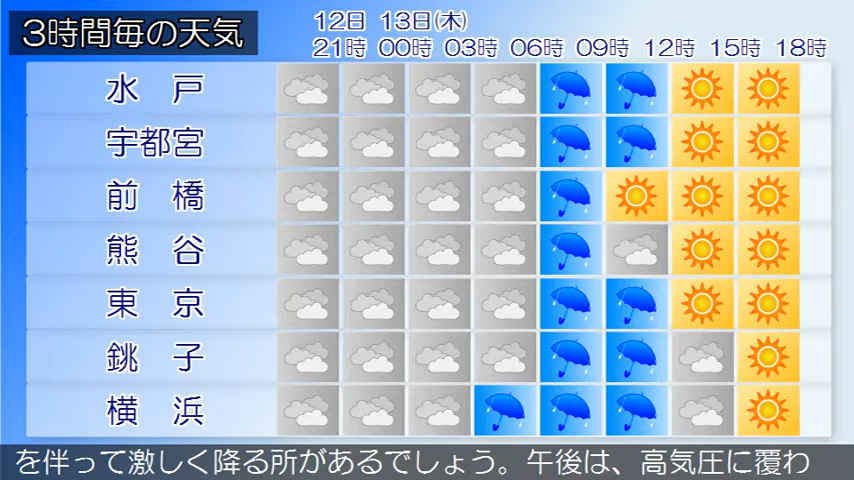 3時間毎の天気
12日 13日(木)
21時 00時 03時 06時 09時 12時 15時 18時
水 戸
宇都宮
前 橋
熊 谷
東 京
銚 子
横 浜
を伴って激しく降る所があるでしょう。午後は、高気圧に覆わ